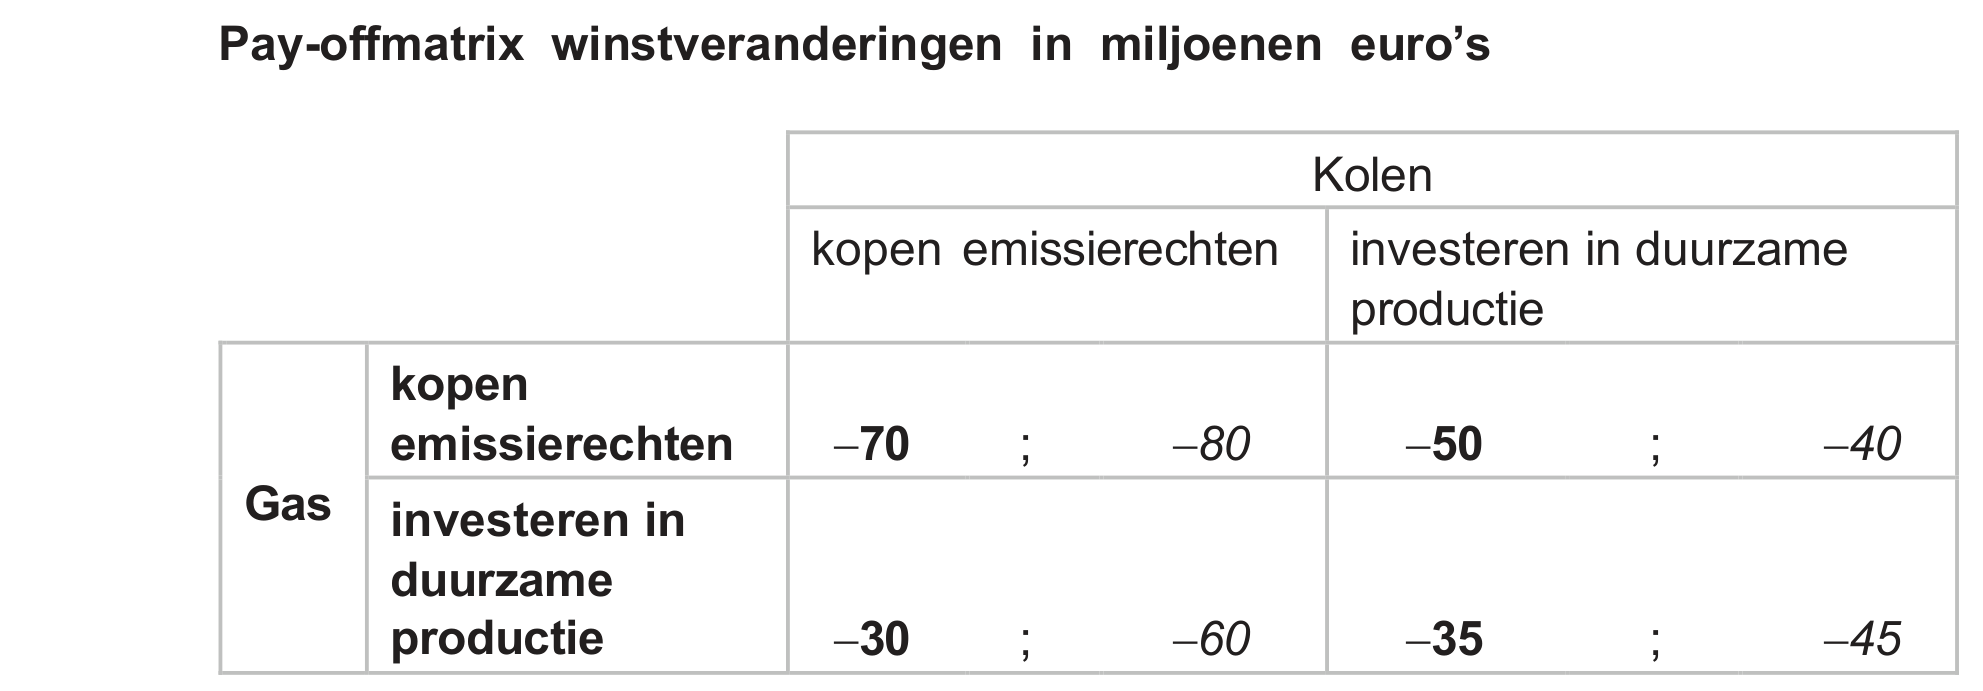 Pay-offmatrix winstveranderingen in miljoenen euro’s
Kolen
kopen emissierechten
investeren in duurzame
productie
Gas
kopen
emissierechten
–70 ; –80
–50 ; –40
investeren in
duurzame
productie
–30 ; –60
–35 ; –45